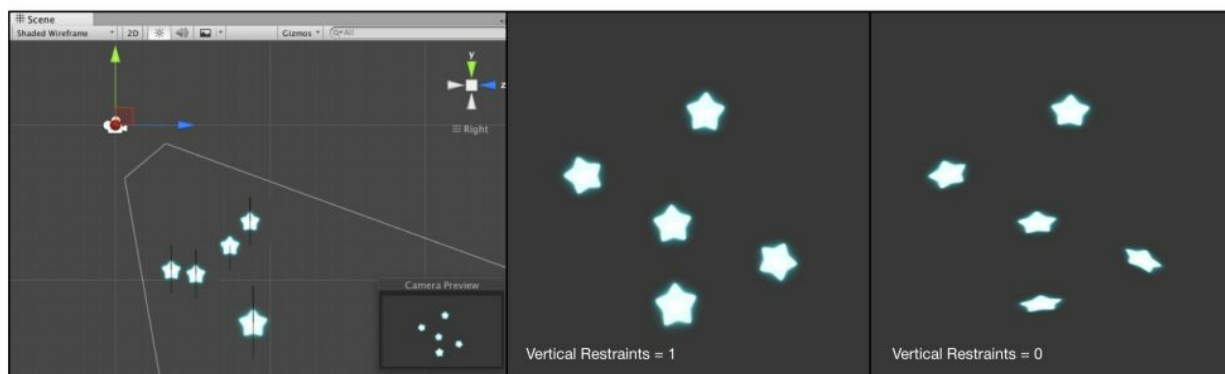 Scene
Shaded Wireframe
2D
Gizmos
All
y
z
Right
Camera Preview
Vertical Restraints = 1
Vertical Restraints = 0